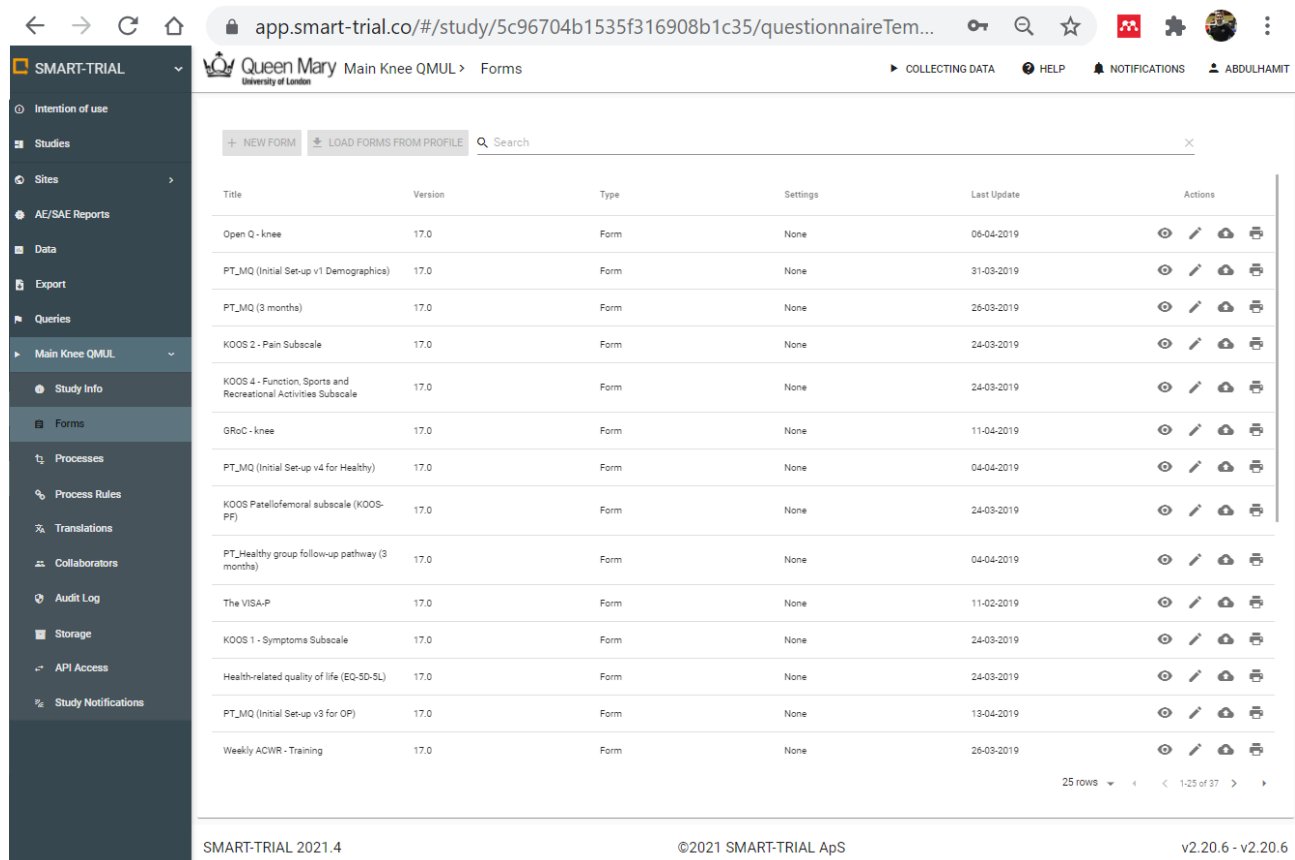 app.smart-trial.co/#/study/5c96704b1535f316908b1c35/questionnaireTem...
SMART-TRIAL
Queen Mary
University of London
Main Knee QMUL > Forms
COLLECTING DATA
HELP
NOTIFICATIONS
ABDULHAMIT
Intention of use
Studies
Sites
AE/SAE Reports
Data
Export
Queries
Main Knee QMUL
Study Info
Forms
Processes
Process Rules
Translations
Collaborators
Audit Log
Storage
API Access
Study Notifications
+ NEW FORM
LOAD FORMS FROM PROFILE
Search
Title Version Type Settings Last Update Actions
Open Q - knee 17.0 Form None 06-04-2019
PT_MQ (Initial Set-up v1 Demographics) 17.0 Form None 31-03-2019
PT_MQ (3 months) 17.0 Form None 26-03-2019
KOOS 2 - Pain Subscale 17.0 Form None 24-03-2019
KOOS 4 - Function, Sports and
Recreational Activities Subscale 17.0 Form None 24-03-2019
GRoC - knee 17.0 Form None 11-04-2019
PT_MQ (Initial Set-up v4 for Healthy) 17.0 Form None 04-04-2019
KOOS Patellofemoral subscale (KOOS-
PF) 17.0 Form None 24-03-2019
PT_Healthy group follow-up pathway (3
months) 17.0 Form None 04-04-2019
The VISA-P 17.0 Form None 11-02-2019
KOOS 1 - Symptoms Subscale 17.0 Form None 24-03-2019
Health-related quality of life (EQ-5D-5L) 17.0 Form None 24-03-2019
PT_MQ (Initial Set-up v3 for OP) 17.0 Form None 13-04-2019
Weekly ACWR - Training 17.0 Form None 26-03-2019
25 rows 1-25 of 37
SMART-TRIAL 2021.4
©2021 SMART-TRIAL ApS
v2.20.6 - v2.20.6